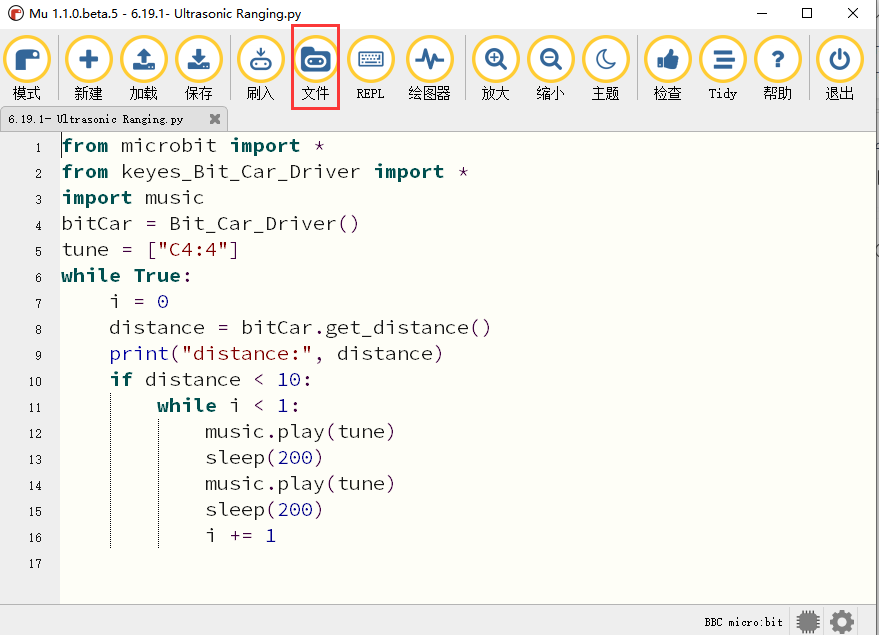 Mu 1.1.0.beta.5 - 6.19.1- Ultrasonic Ranging.py
模式 新建 加载 保存 刷入 文件 REPL 绘图器 放大 缩小 主题 检查 Tidy 帮助 退出
6.19.1- Ultrasonic Ranging.py
1 from microbit import *
2 from keyes_Bit_Car_Driver import *
3 import music
4 bitCar = Bit_Car_Driver()
5 tune = ["C4:4"]
6 while True:
7     i = 0
8     distance = bitCar.get_distance()
9     print("distance:", distance)
10     if distance < 10:
11         while i < 1:
12             music.play(tune)
13             sleep(200)
14             music.play(tune)
15             sleep(200)
16             i += 1
17
BBC micro:bit